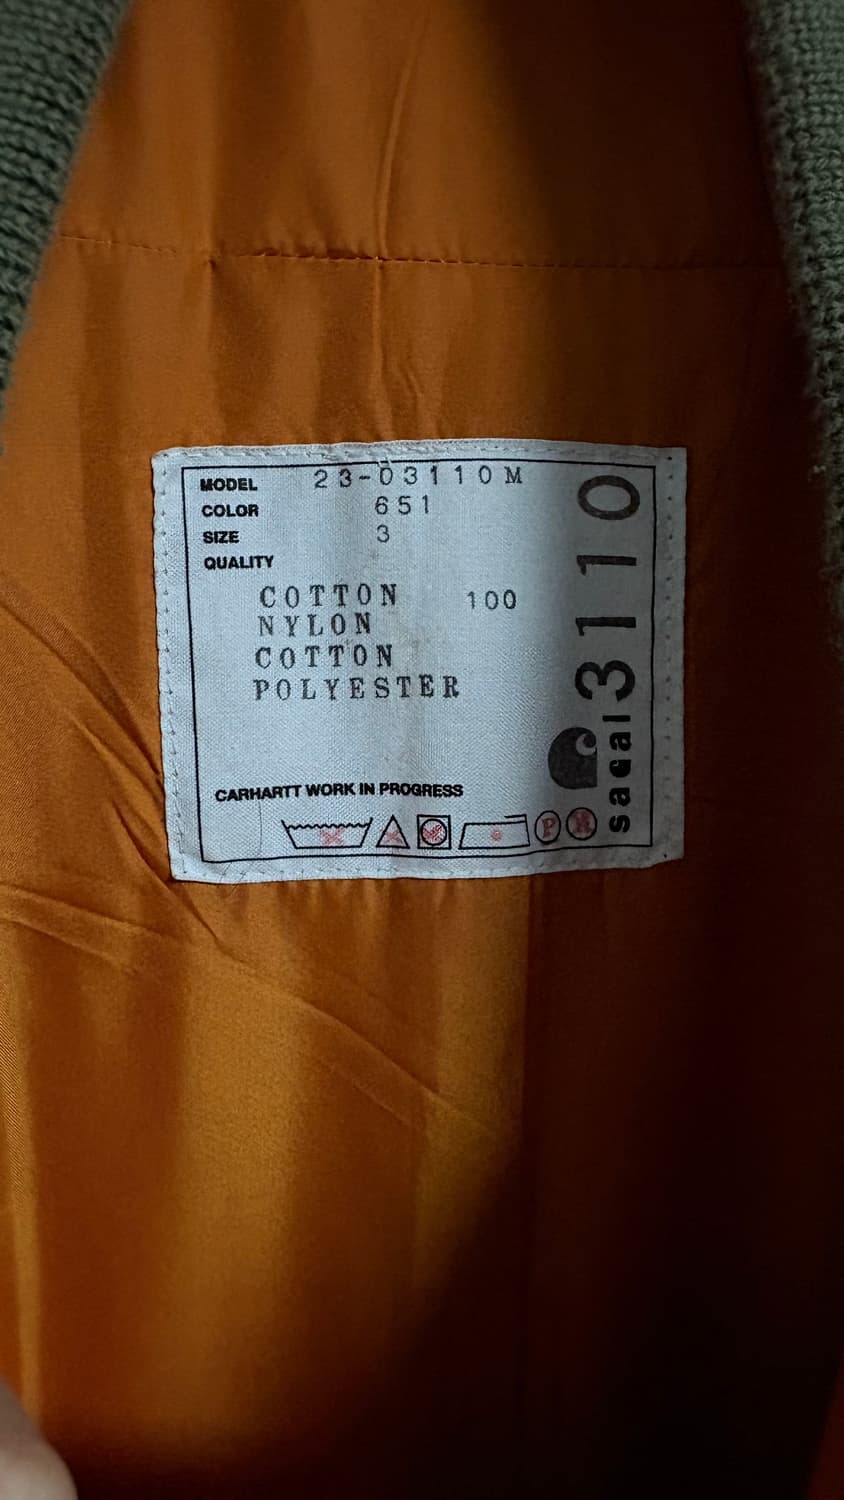 MODEL 23-03110M
COLOR 651
SIZE 3
QUALITY
COTTON 100
NYLON
COTTON
POLYESTER
CARHARTT WORK IN PROGRESS
P
sacai 3110